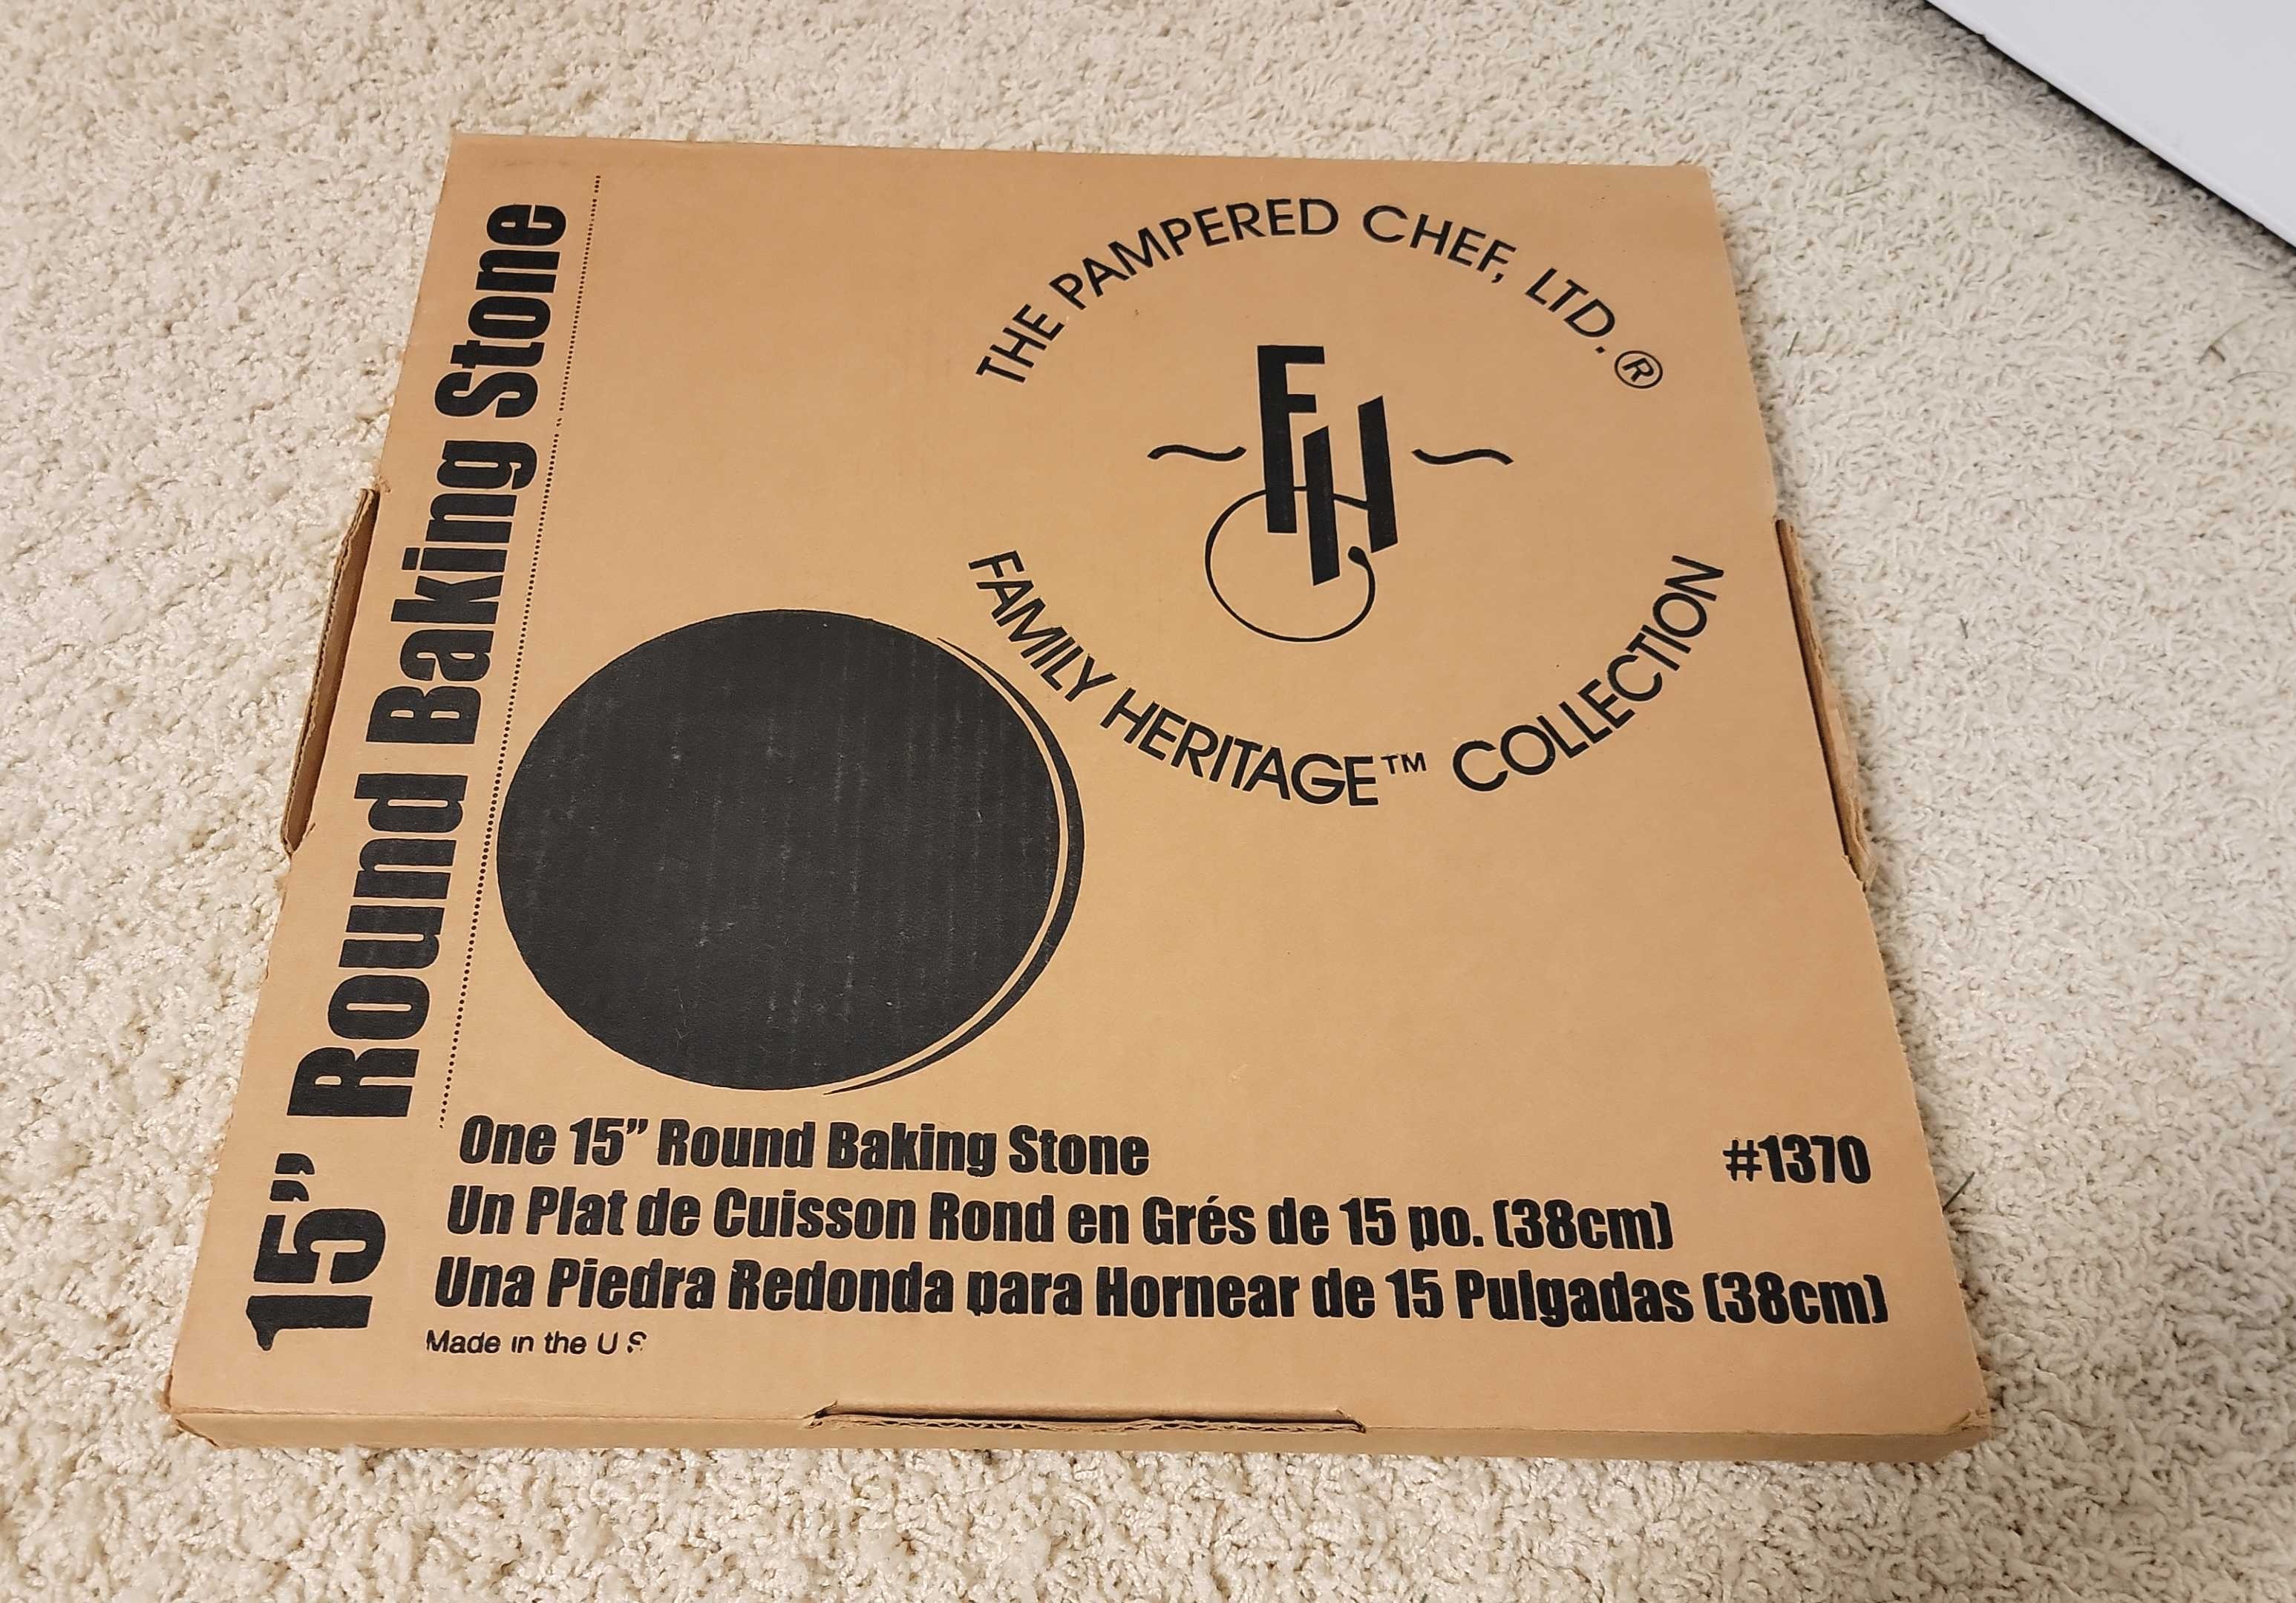 15” Round Baking Stone
THE PAMPERED CHEF, LTD.®
FH
FAMILY HERITAGE™ COLLECTION
One 15” Round Baking Stone
#1370
Un Plat de Cuisson Rond en Grés de 15 po. (38cm)
Una Piedra Redonda para Hornear de 15 Pulgadas (38cm)
Made in the U S